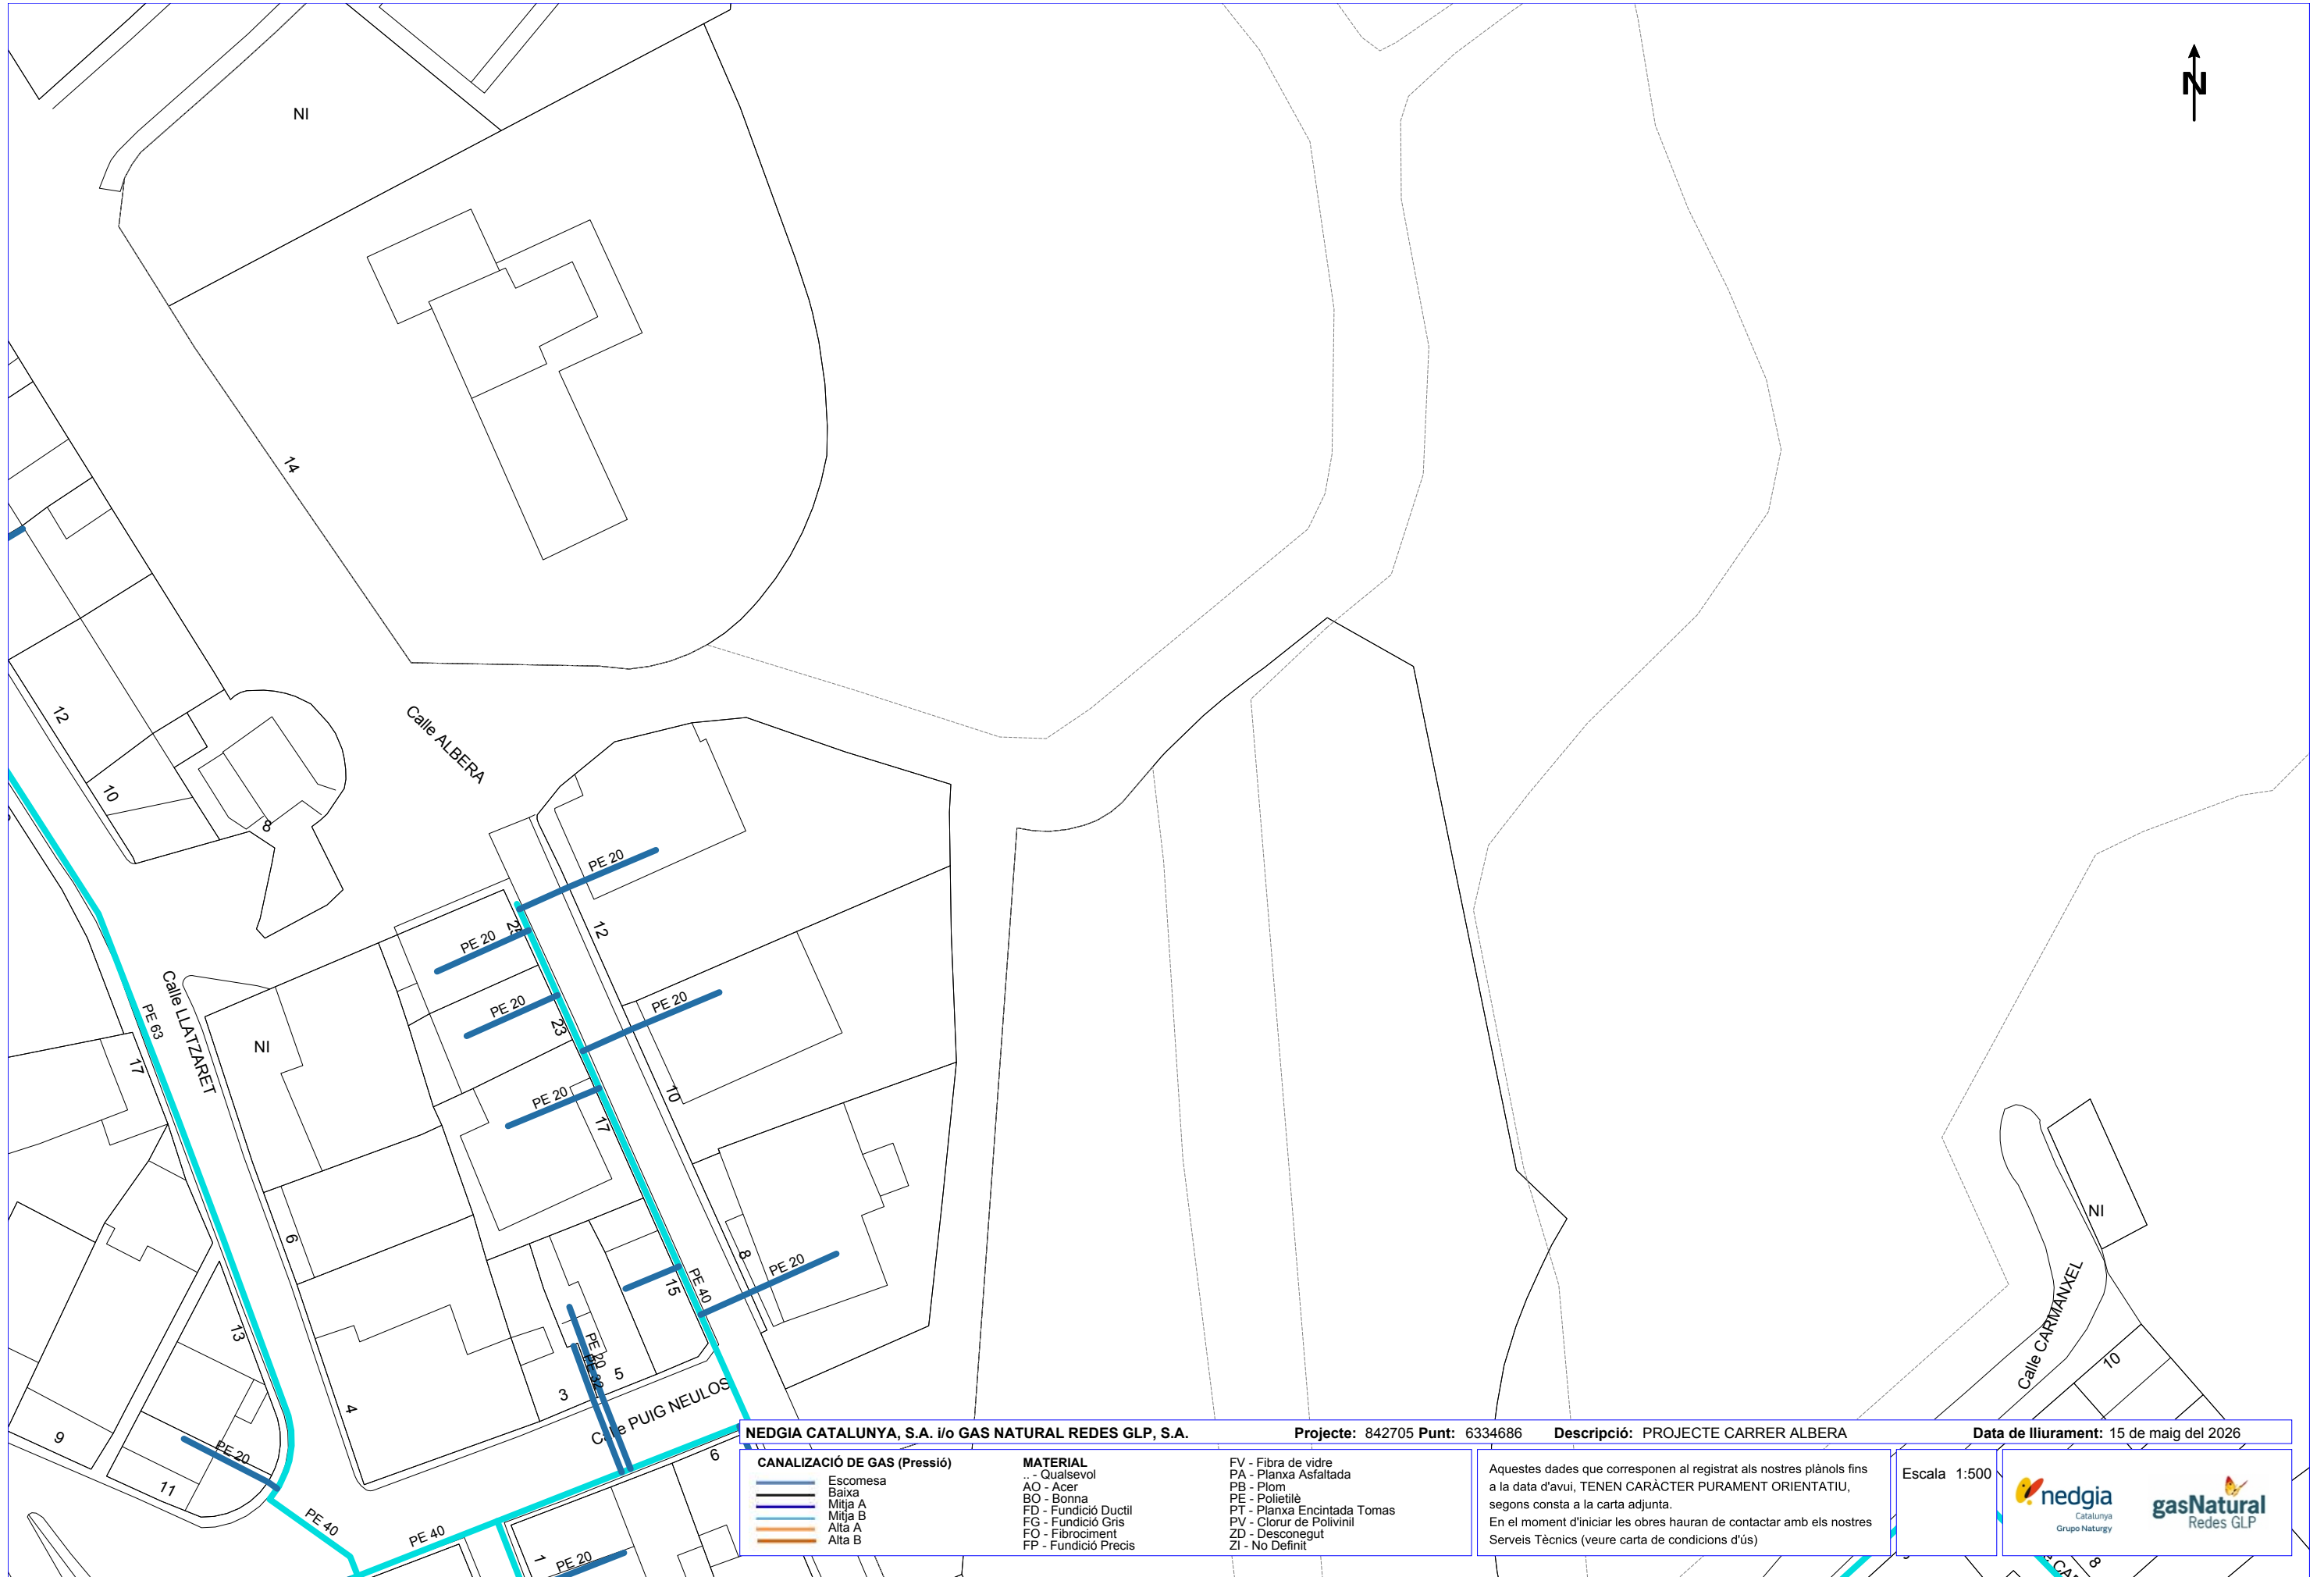 N
NI
14
12
Calle ALBERA
10
8
PE 20
25
12
PE 20
PE 20
PE 20
23
Calle LLATZARET
PE 63
NI
17
PE 20
10
17
6
8
PE 20
PE 40
15
NI
Calle CARMANXEL
13
PE 20
PE 32
5
3
4
10
Calle PUIG NEULOS
9
PE 20
11
6
PE 40
PE 40
1
PE 20
8
NEDGIA CATALUNYA, S.A. i/o GAS NATURAL REDES GLP, S.A. Projecte: 842705 Punt: 6334686 Descripció: PROJECTE CARRER ALBERA Data de lliurament: 15 de maig del 2026
CANALIZACIÓ DE GAS (Pressió)
Escomesa
Baixa
Mitja A
Mitja B
Alta A
Alta B
MATERIAL
.. - Qualsevol
AO - Acer
BO - Bonna
FD - Fundició Ductil
FG - Fundició Gris
FO - Fibrociment
FP - Fundició Precis
FV - Fibra de vidre
PA - Planxa Asfaltada
PB - Plom
PE - Polietilè
PT - Planxa Encintada Tomas
PV - Clorur de Polivinil
ZD - Desconegut
ZI - No Definit
Aquestes dades que corresponen al registrat als nostres plànols fins
a la data d'avui, TENEN CARÀCTER PURAMENT ORIENTATIU,
segons consta a la carta adjunta.
En el moment d'iniciar les obres hauran de contactar amb els nostres
Serveis Tècnics (veure carta de condicions d'ús)
Escala 1:500
nedgia
Catalunya
Grupo Naturgy
gasNatural
Redes GLP